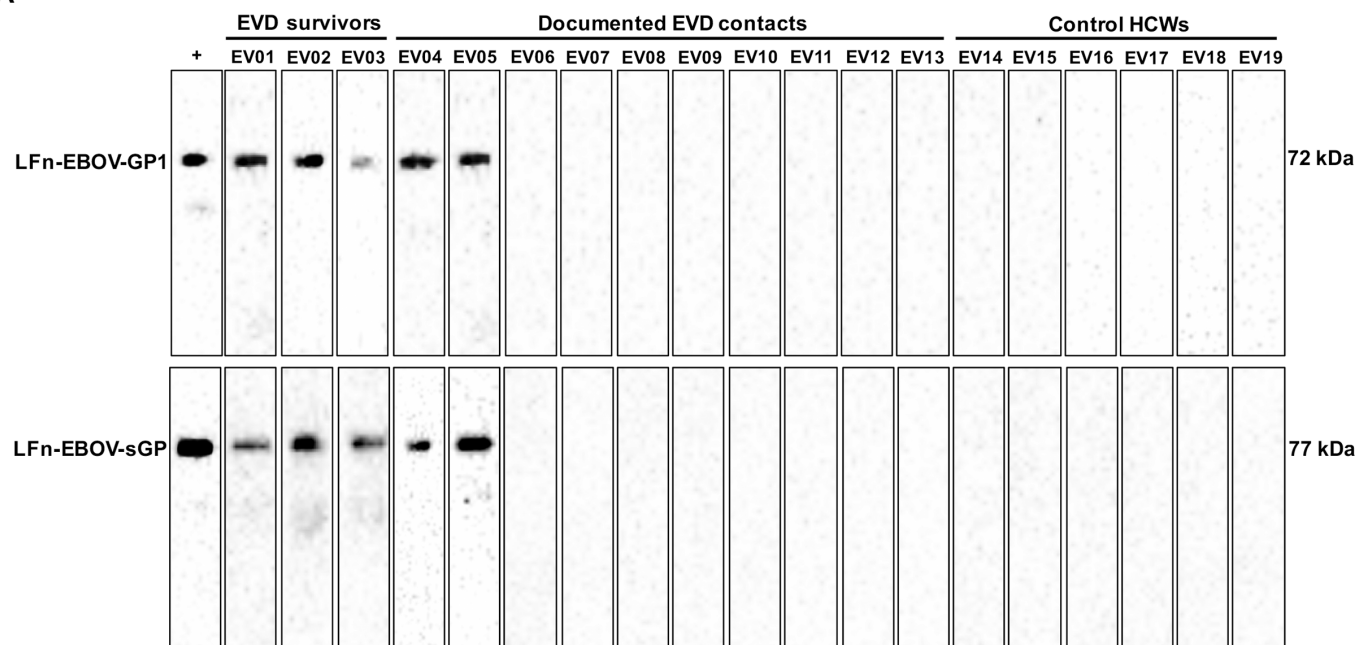 EVD survivors Documented EVD contacts Control HCWs
+ EV01 EV02 EV03 EV04 EV05 EV06 EV07 EV08 EV09 EV10 EV11 EV12 EV13 EV14 EV15 EV16 EV17 EV18 EV19
LFn-EBOV-GP1 72 kDa
LFn-EBOV-sGP 77 kDa